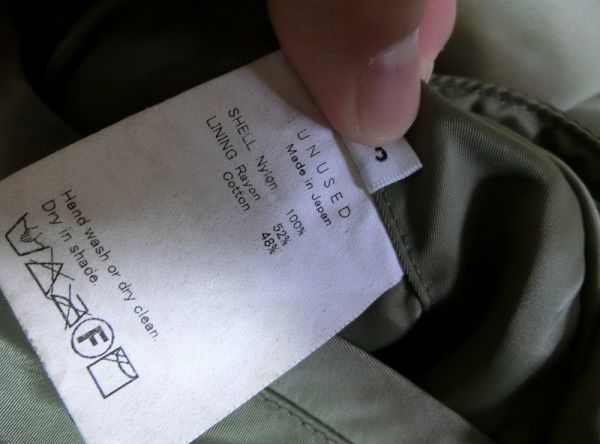 UNUSED
Made in Japan
SHELL Nylon 100%
LINING Rayon 52%
Cotton 48%
Hand wash or dry clean.
Dry in shade.
F